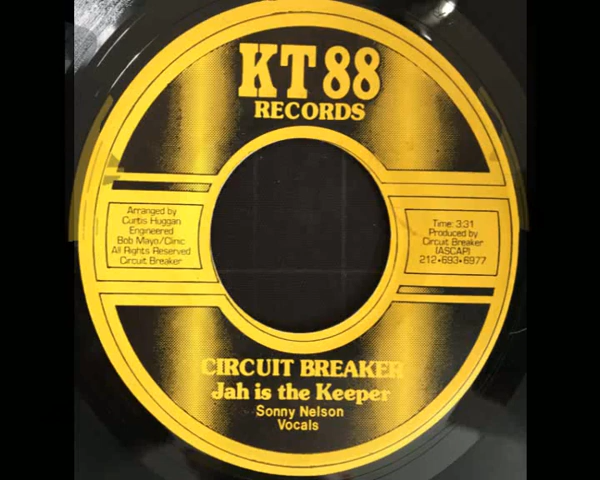 KT 88
RECORDS
Arranged by
Curtis Huggan
Engineered
Bob Mayo/Clinic
All Rights Reserved
Circuit Breaker
Time: 3:31
Produced by
Circuit Breaker
(ASCAP)
212•693•6977
CIRCUIT BREAKER
Jah is the Keeper
Sonny Nelson
Vocals